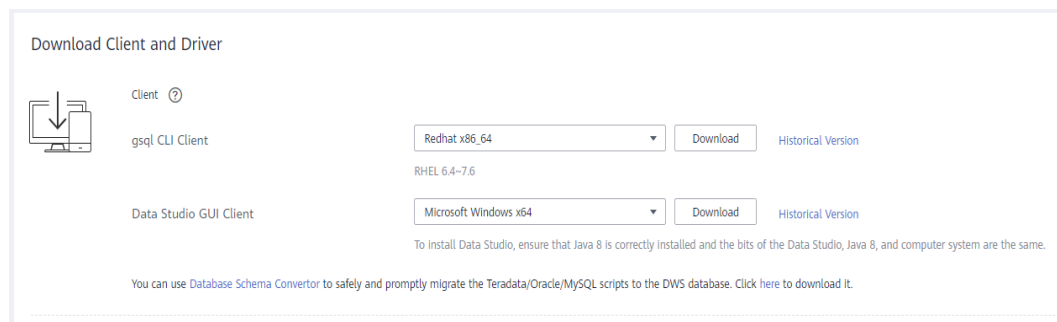 Download Client and Driver
Client ?
gsql CLI Client Redhat x86_64 Download Historical Version
RHEL 6.4~7.6
Data Studio GUI Client Microsoft Windows x64 Download Historical Version
To install Data Studio, ensure that Java 8 is correctly installed and the bits of the Data Studio, Java 8, and computer system are the same.
You can use Database Schema Convertor to safely and promptly migrate the Teradata/Oracle/MySQL scripts to the DWS database. Click here to download it.